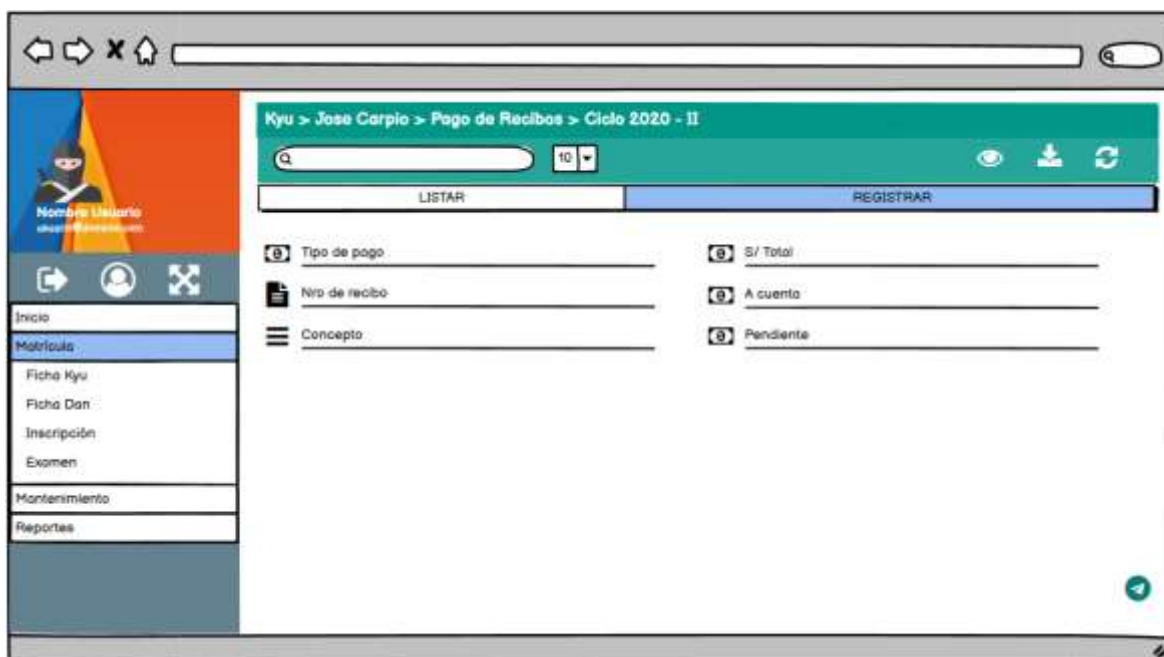 Kyu > Jose Carpio > Pago de Recibos > Ciclo 2020 - II
10
LISTAR
REGISTRAR
Nombre Usuario
Tipo de pago
S/ Total
Nro de recibo
A cuenta
Concepto
Pendiente
Inicio
Matrícula
Ficha Kyu
Ficha Dan
Inscripción
Examen
Mantenimiento
Reportes